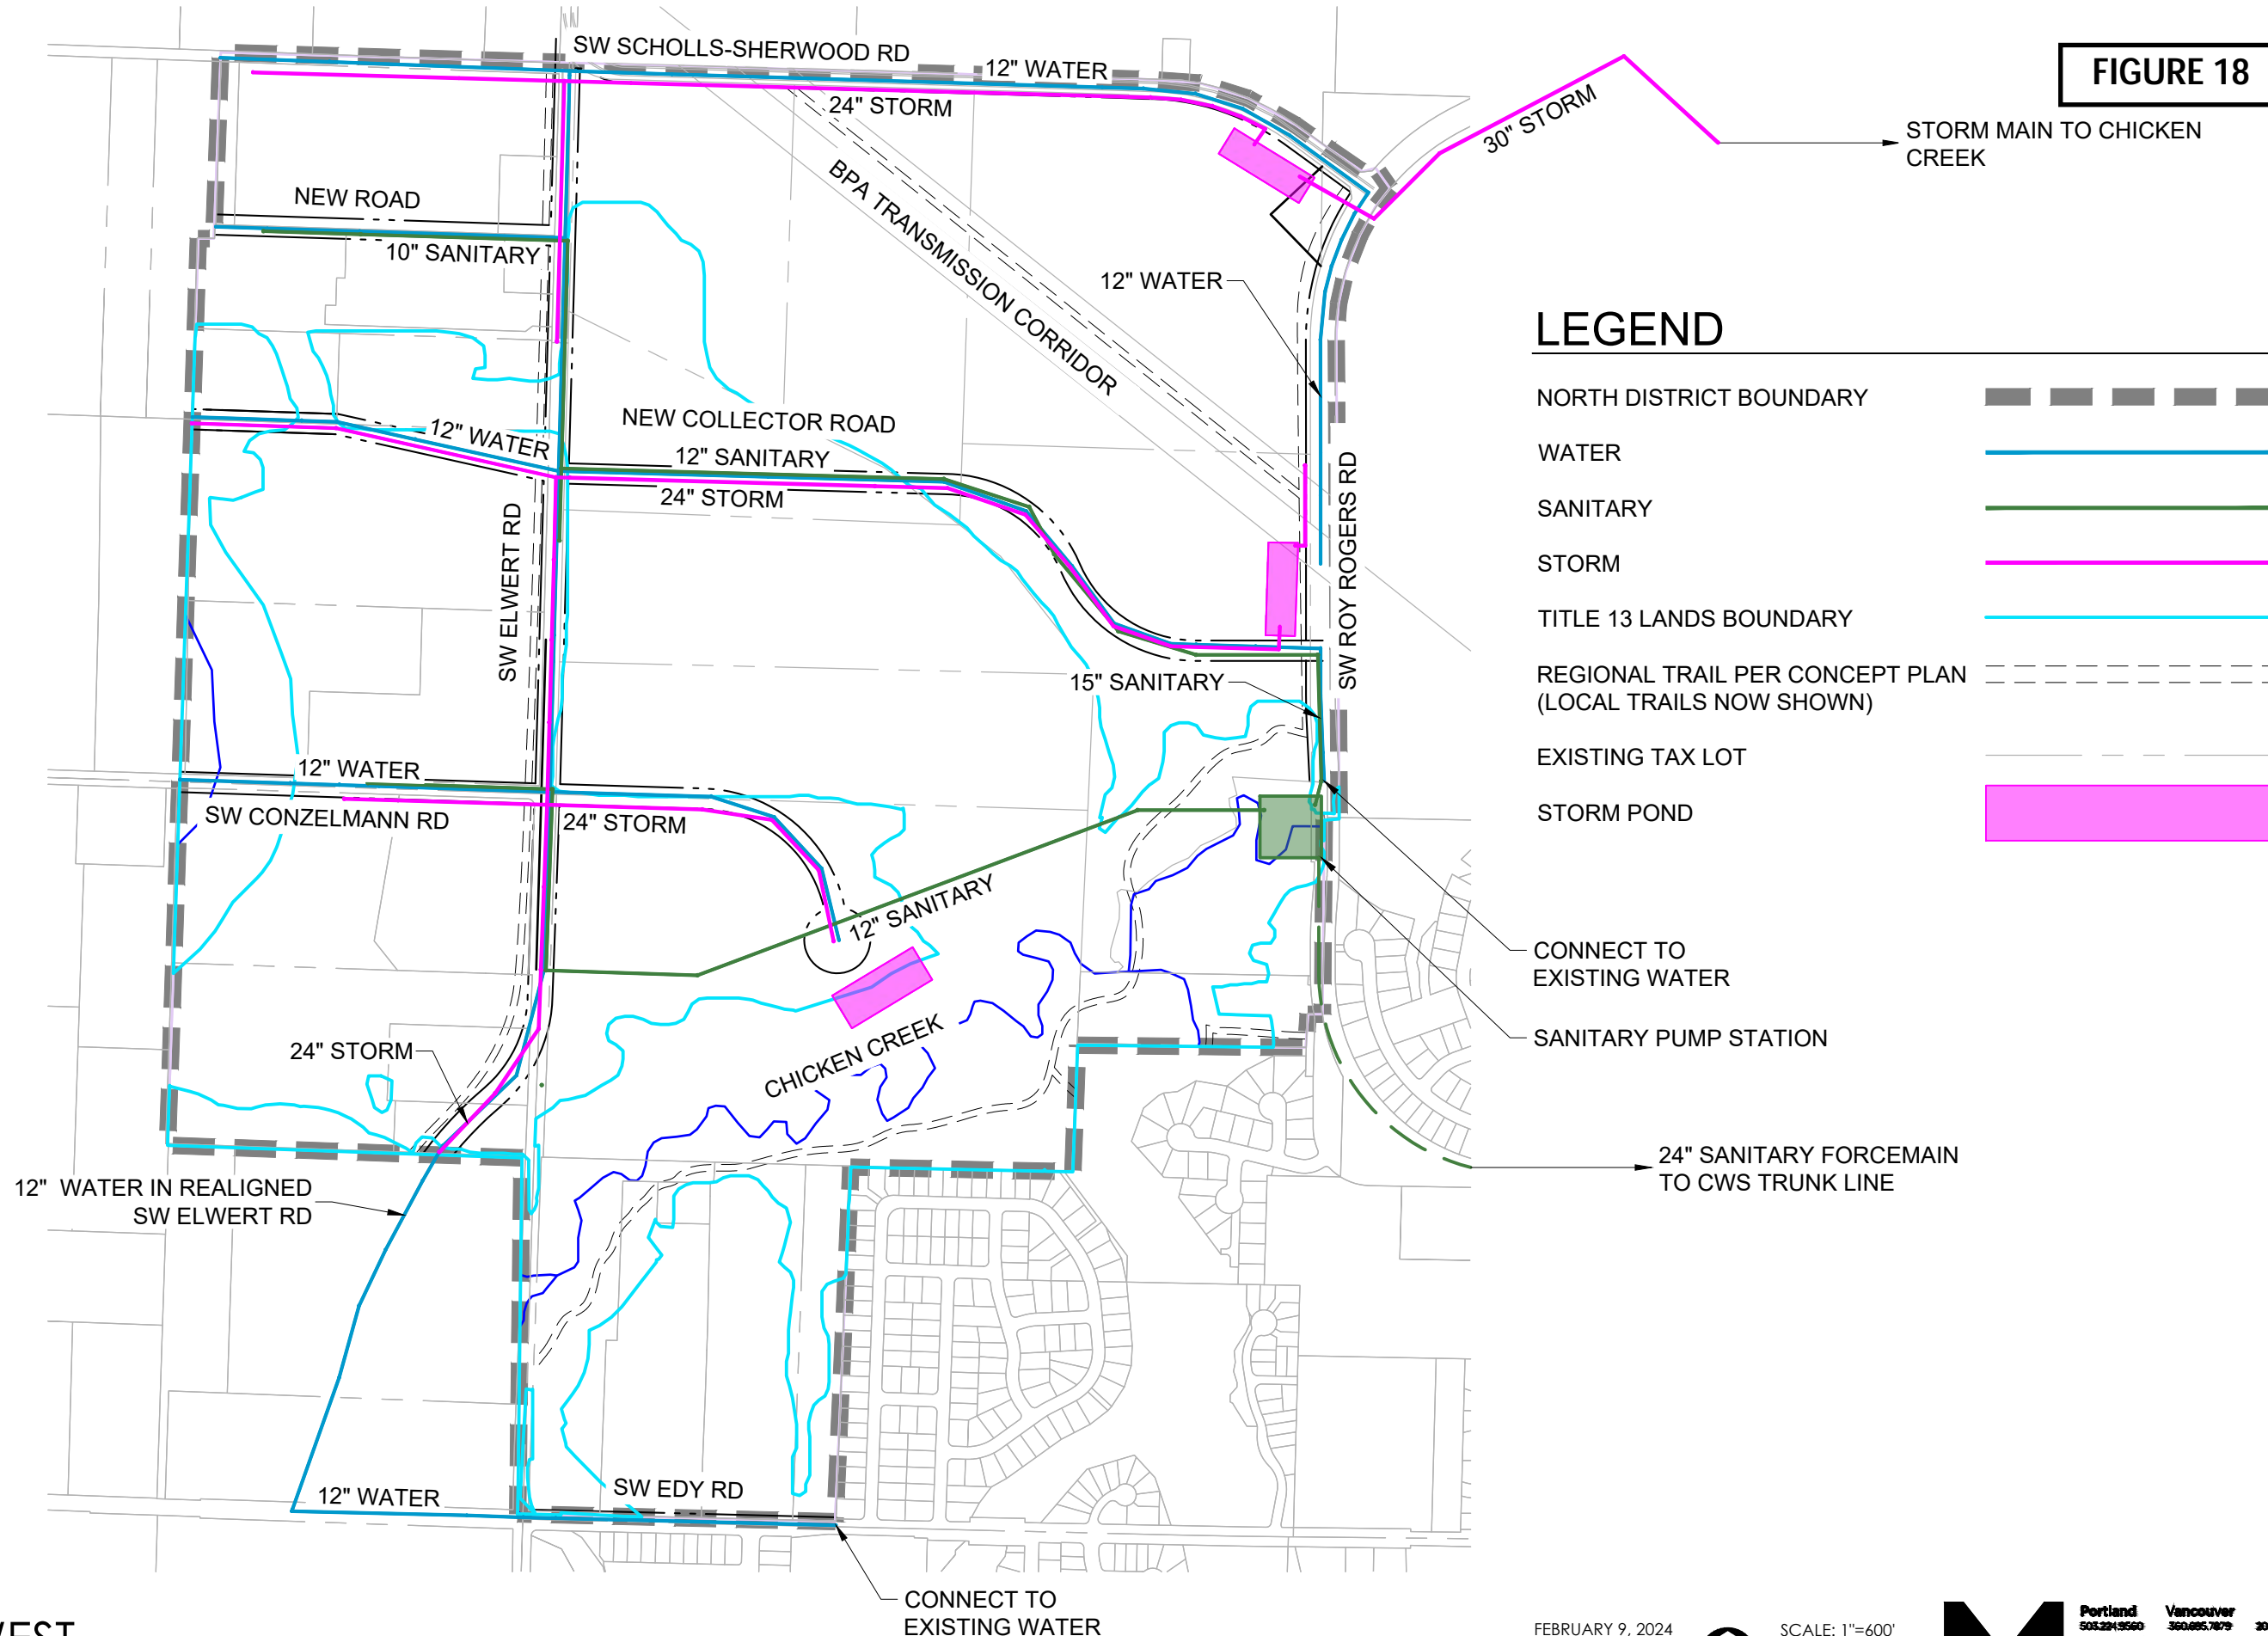 FIGURE 18
SW SCHOLLS-SHERWOOD RD
12" WATER
24" STORM
30" STORM
STORM MAIN TO CHICKEN
CREEK
BPA TRANSMISSION CORRIDOR
NEW ROAD
10" SANITARY
12" WATER
LEGEND
NORTH DISTRICT BOUNDARY
WATER
SANITARY
STORM
TITLE 13 LANDS BOUNDARY
REGIONAL TRAIL PER CONCEPT PLAN
(LOCAL TRAILS NOW SHOWN)
EXISTING TAX LOT
STORM POND
12" WATER
NEW COLLECTOR ROAD
12" SANITARY
24" STORM
SW ELWERT RD
SW ROY ROGERS RD
15" SANITARY
12" WATER
SW CONZELMANN RD
24" STORM
12" SANITARY
CONNECT TO
EXISTING WATER
SANITARY PUMP STATION
24" STORM
CHICKEN CREEK
24" SANITARY FORCEMAIN
TO CWS TRUNK LINE
12" WATER IN REALIGNED
SW ELWERT RD
12" WATER
SW EDY RD
CONNECT TO
EXISTING WATER
FEBRUARY 9, 2024
SCALE: 1"=600'
Portland
Vancouver
503.224.9560
360.695.7879